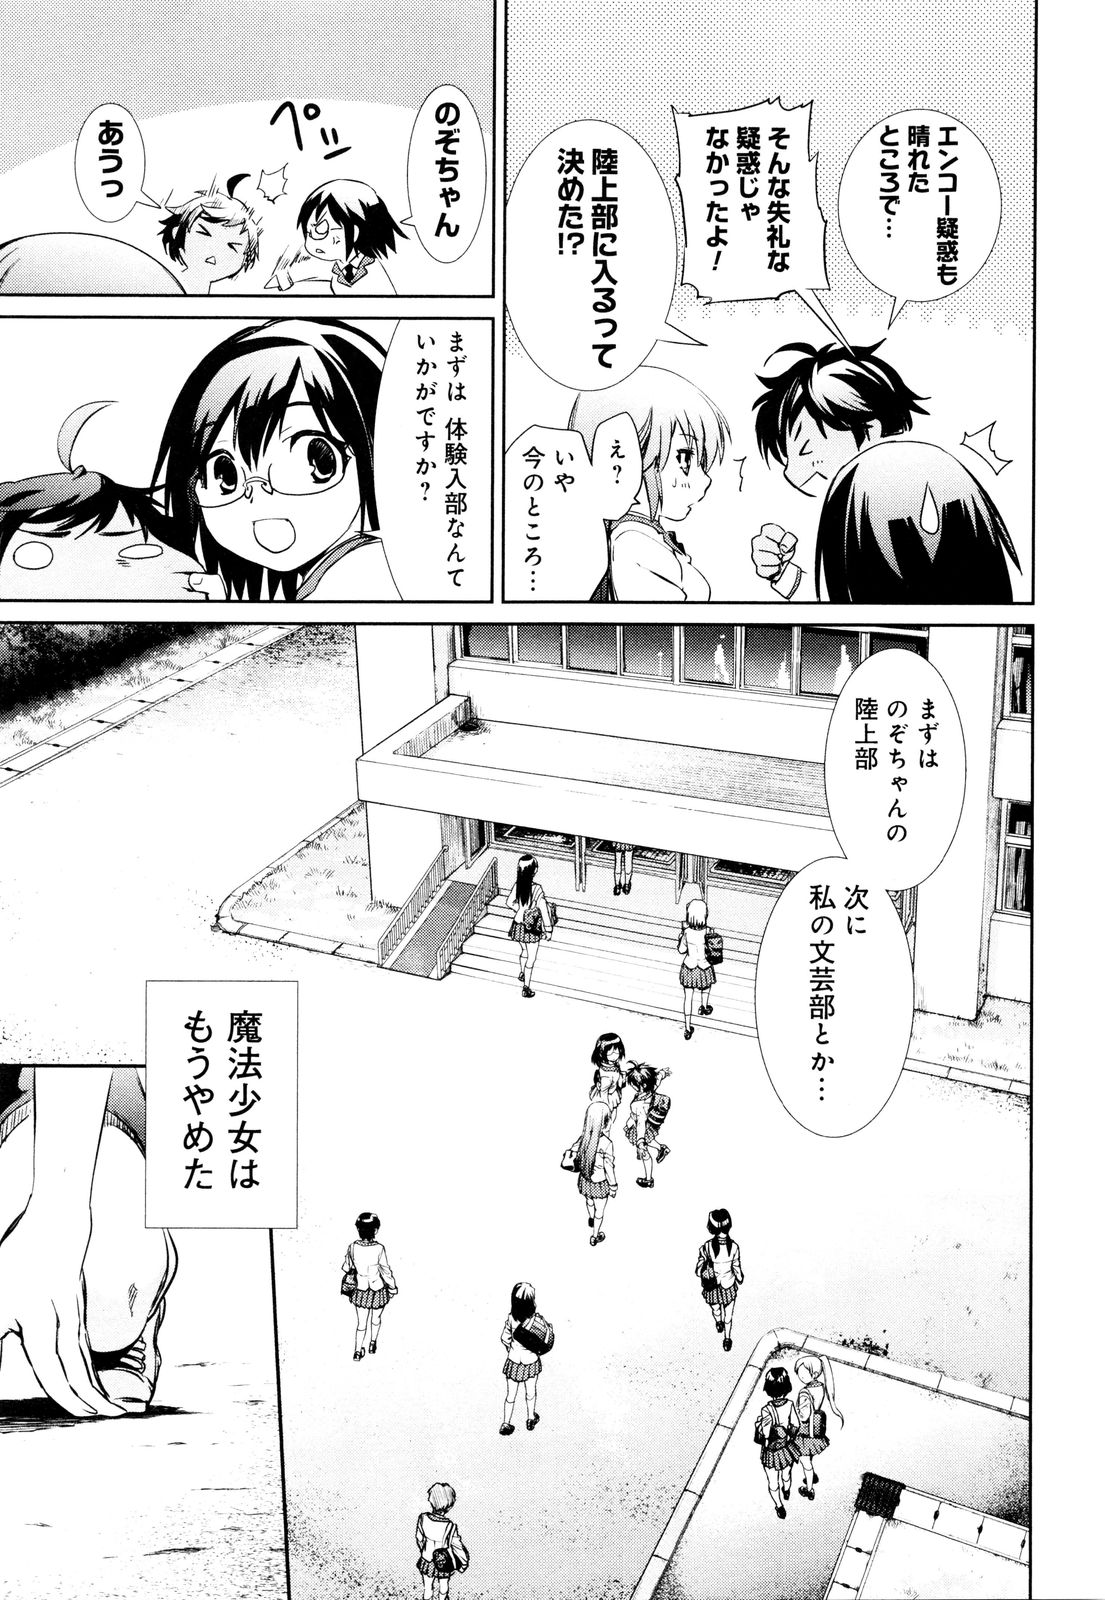 エンコー疑惑も
晴れた
ところで…
そんな失礼な
疑惑じゃ
なかったよ！
陸上部に入るって
決めた!?
え？
いや
今のところ…
のぞちゃん
ペシッ
あうっ
まずは 体験入部なんて
いかがですか？
まずは
のぞちゃんの
陸上部
次に
私の文芸部とか…
魔法少女は
もうやめた